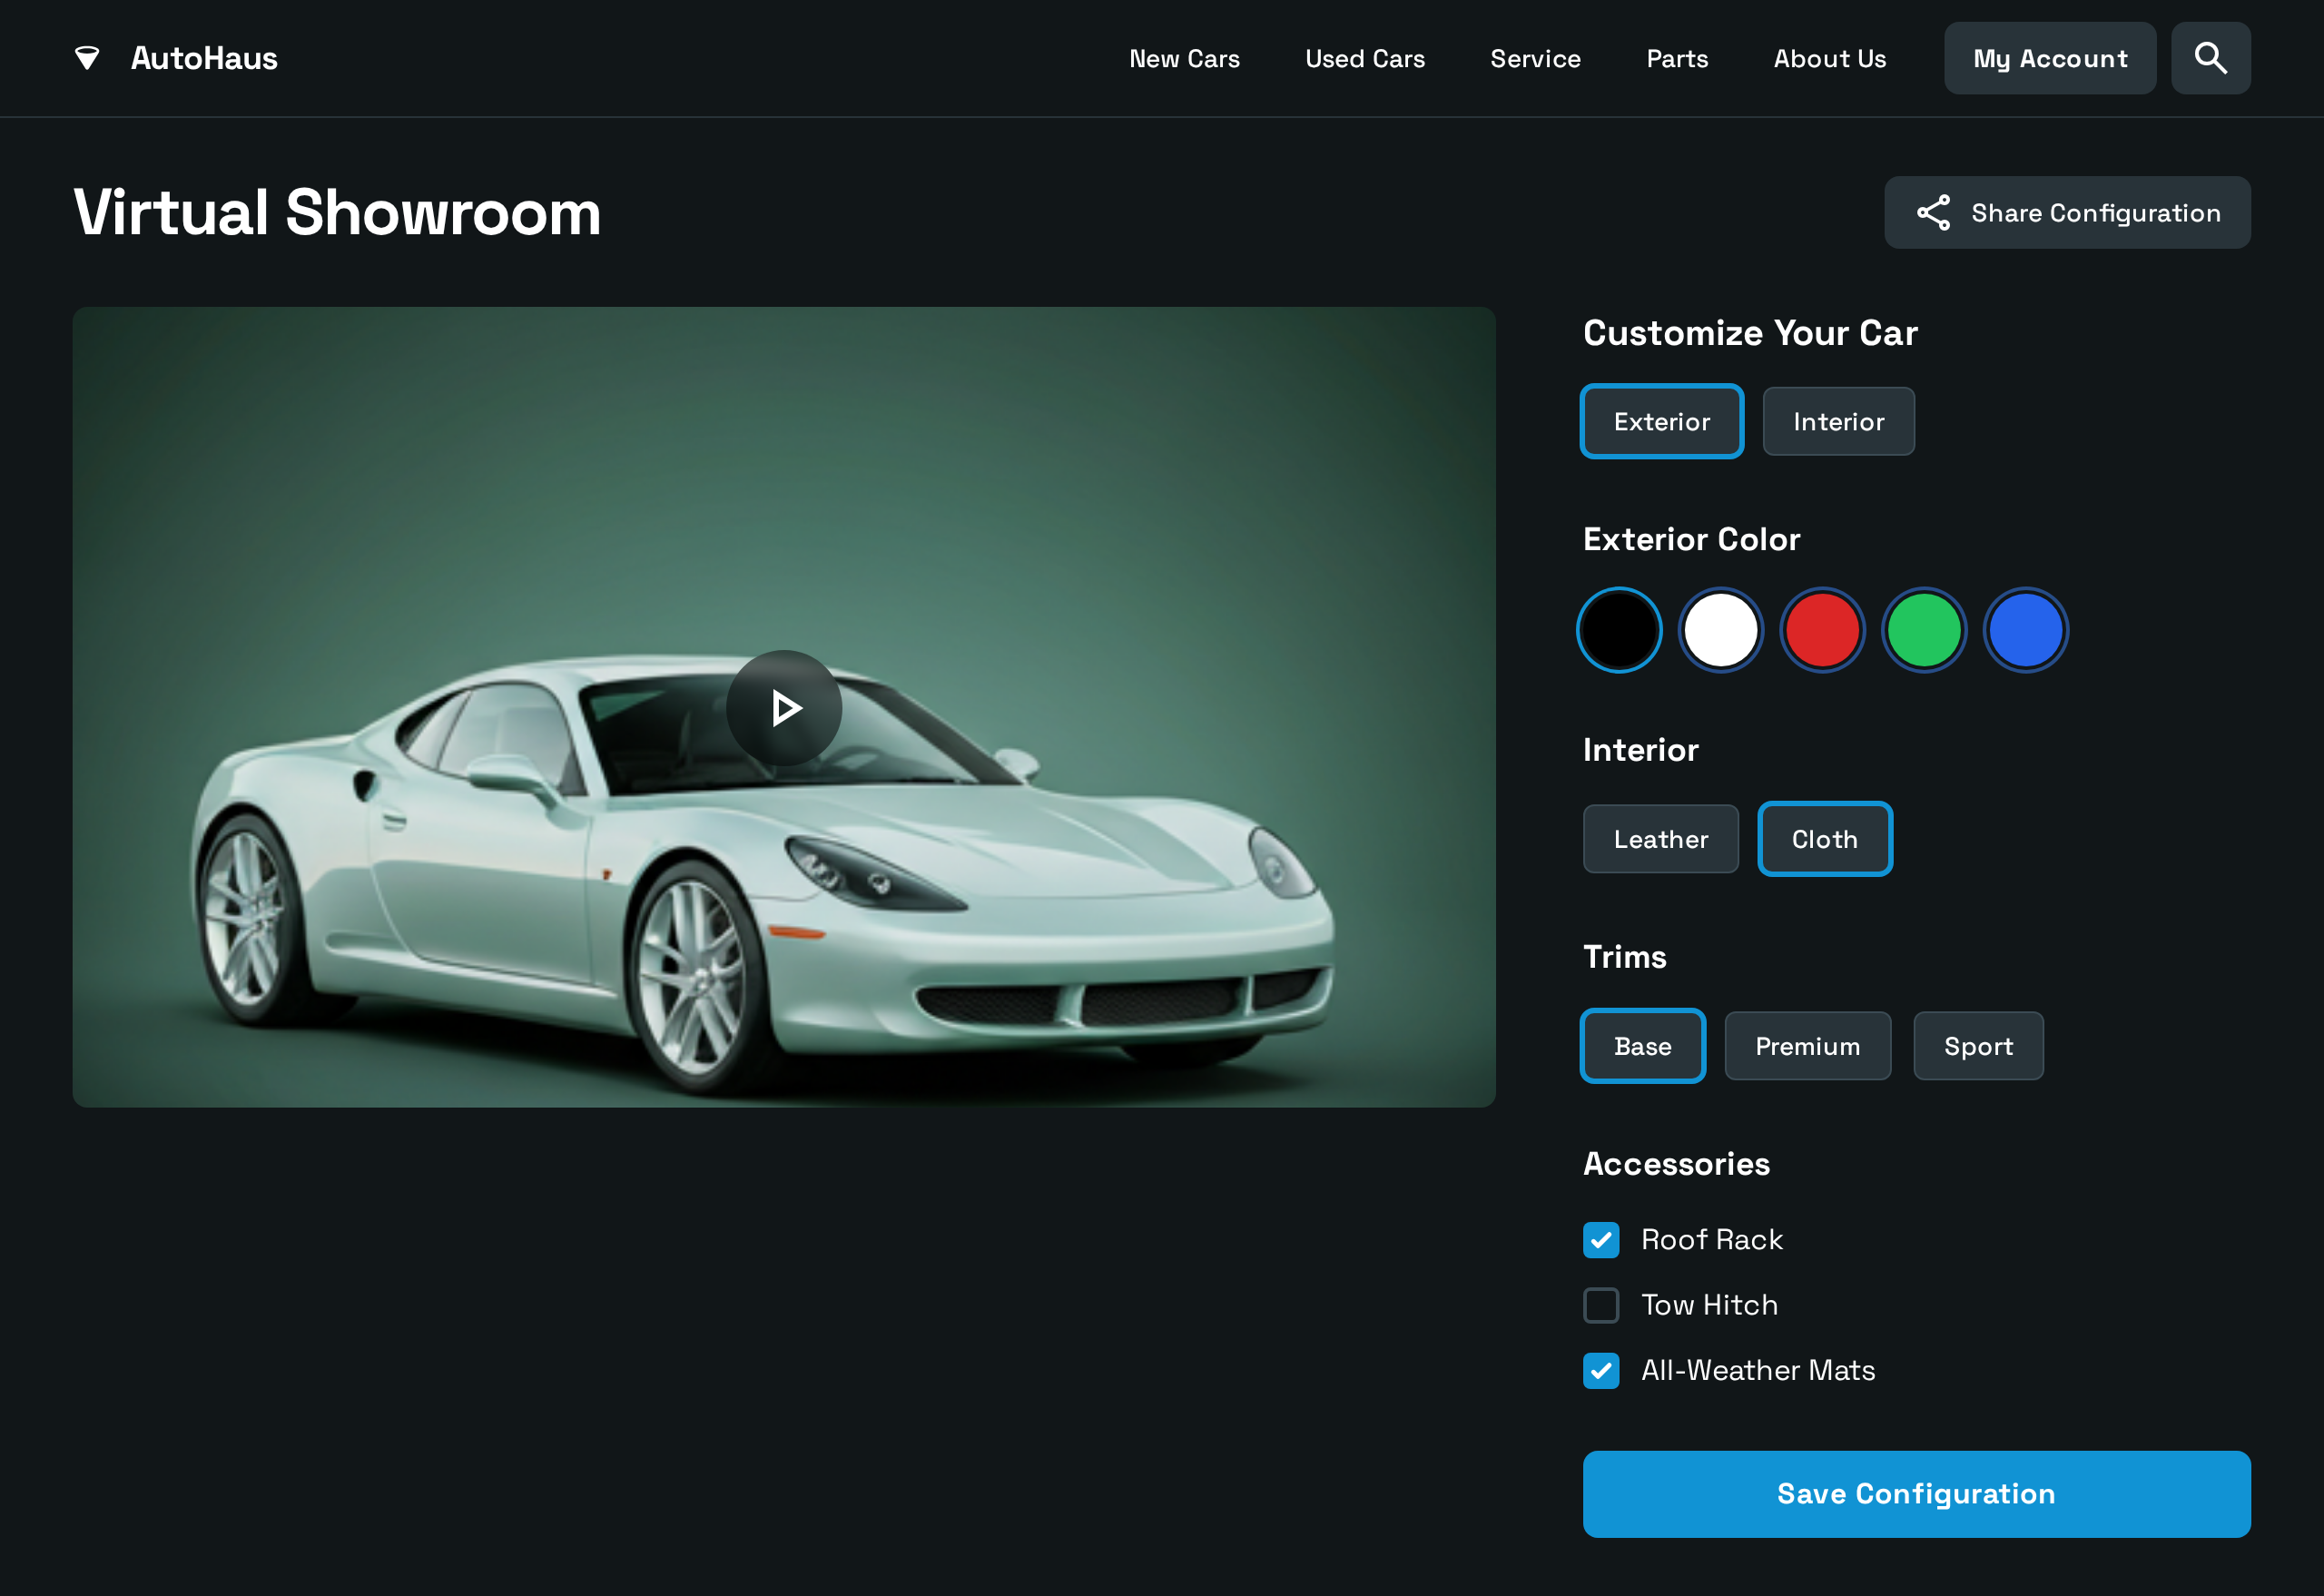 AutoHaus
New Cars
Used Cars
Service
Parts
About Us
My Account
Virtual Showroom
Share Configuration
Customize Your Car
Exterior
Interior
Exterior Color
Interior
Leather
Cloth
Trims
Base
Premium
Sport
Accessories
Roof Rack
Tow Hitch
All-Weather Mats
Save Configuration